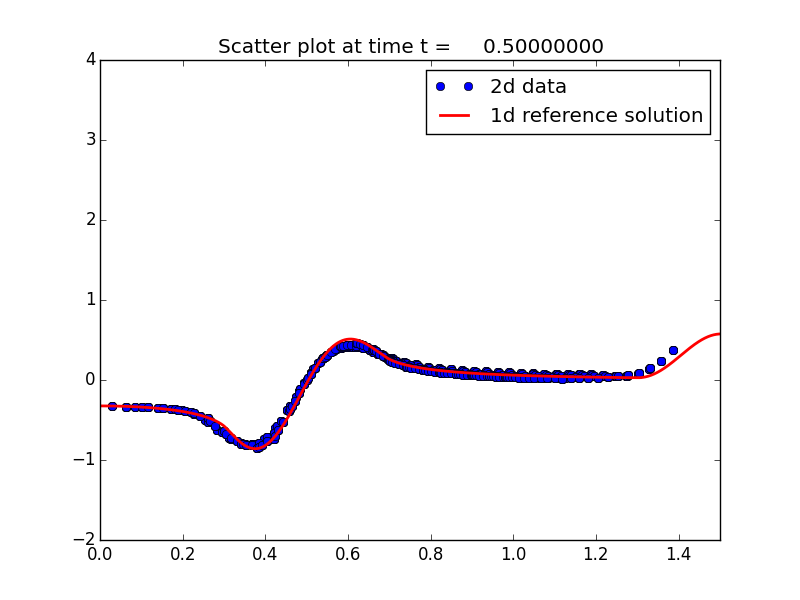 Scatter plot at time t =     0.50000000
2d data
1d reference solution
4
3
2
1
0
−1
−2
0.0 0.2 0.4 0.6 0.8 1.0 1.2 1.4